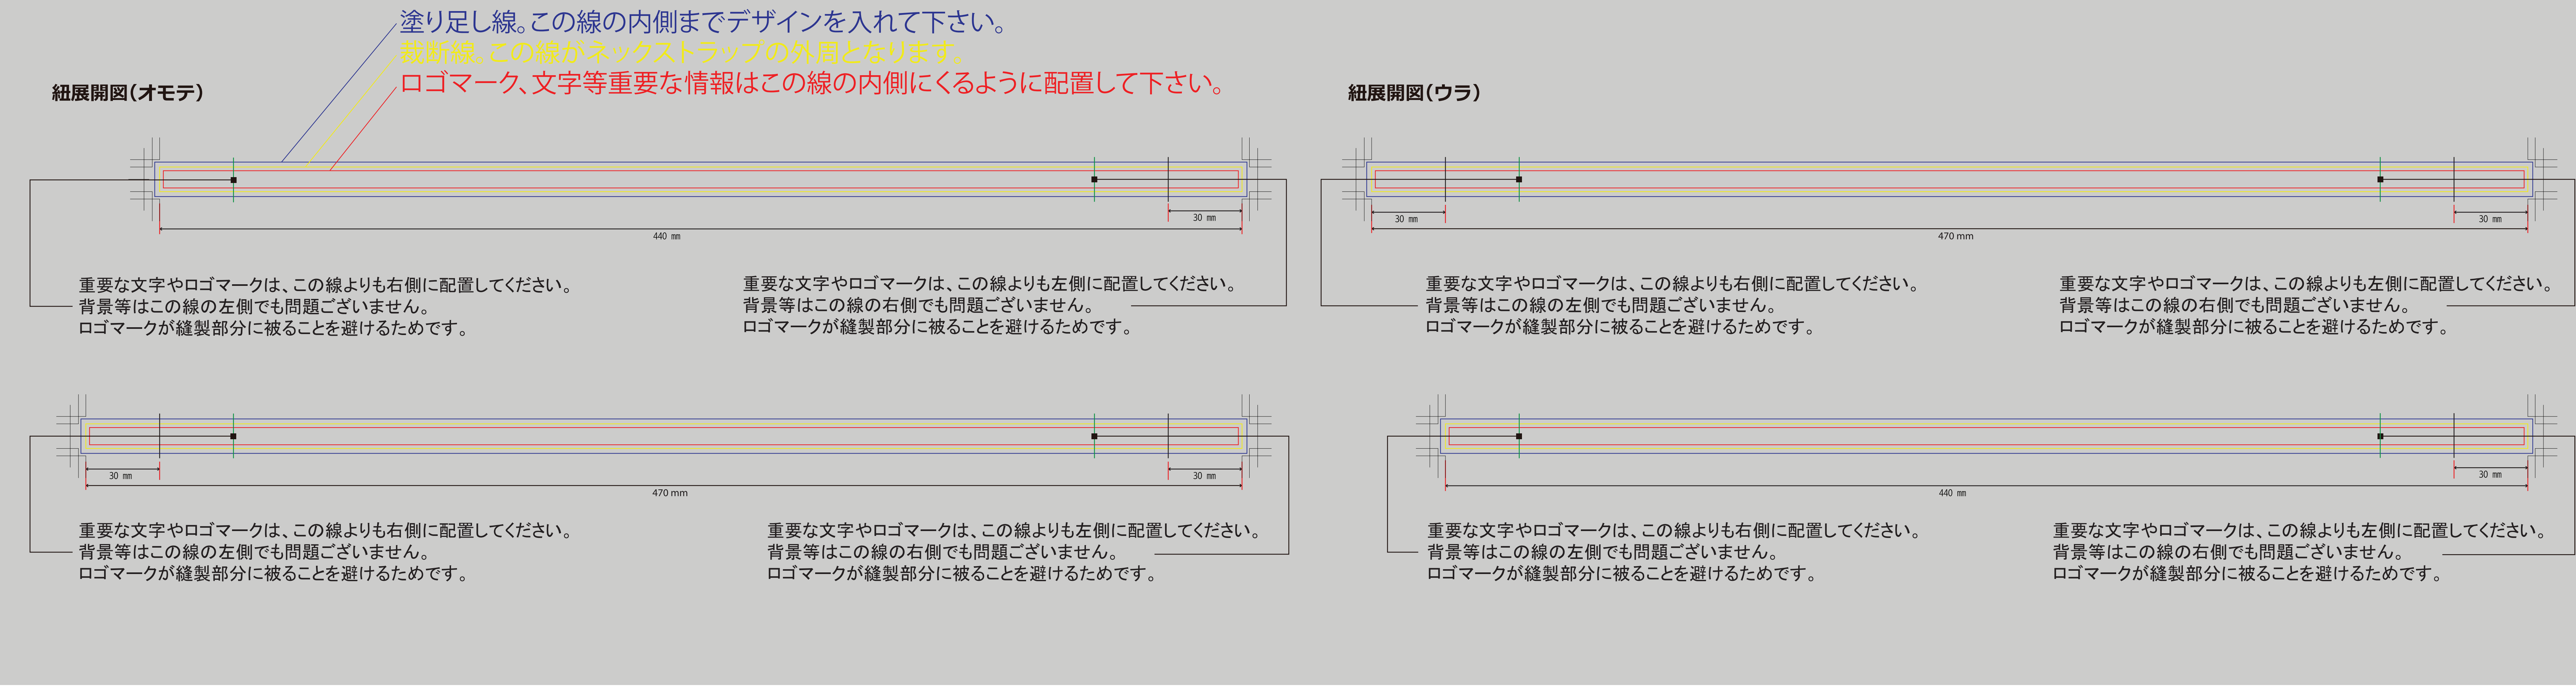 塗り足し線。この線の内側までデザインを入れて下さい。
裁断線。この線がネックストラップの外周となります。
ロゴマーク、文字等重要な情報はこの線の内側にくるように配置して下さい。
紐展開図(オモテ)
紐展開図(ウラ)
30 mm
440 mm
30 mm
30 mm
470 mm
重要な文字やロゴマークは、この線よりも右側に配置してください。
背景等はこの線の左側でも問題ございません。
ロゴマークが縫製部分に被ることを避けるためです。
重要な文字やロゴマークは、この線よりも左側に配置してください。
背景等はこの線の右側でも問題ございません。
ロゴマークが縫製部分に被ることを避けるためです。
重要な文字やロゴマークは、この線よりも右側に配置してください。
背景等はこの線の左側でも問題ございません。
ロゴマークが縫製部分に被ることを避けるためです。
重要な文字やロゴマークは、この線よりも左側に配置してください。
背景等はこの線の右側でも問題ございません。
ロゴマークが縫製部分に被ることを避けるためです。
30 mm
30 mm
470 mm
30 mm
440 mm
重要な文字やロゴマークは、この線よりも右側に配置してください。
背景等はこの線の左側でも問題ございません。
ロゴマークが縫製部分に被ることを避けるためです。
重要な文字やロゴマークは、この線よりも左側に配置してください。
背景等はこの線の右側でも問題ございません。
ロゴマークが縫製部分に被ることを避けるためです。
重要な文字やロゴマークは、この線よりも右側に配置してください。
背景等はこの線の左側でも問題ございません。
ロゴマークが縫製部分に被ることを避けるためです。
重要な文字やロゴマークは、この線よりも左側に配置してください。
背景等はこの線の右側でも問題ございません。
ロゴマークが縫製部分に被ることを避けるためです。